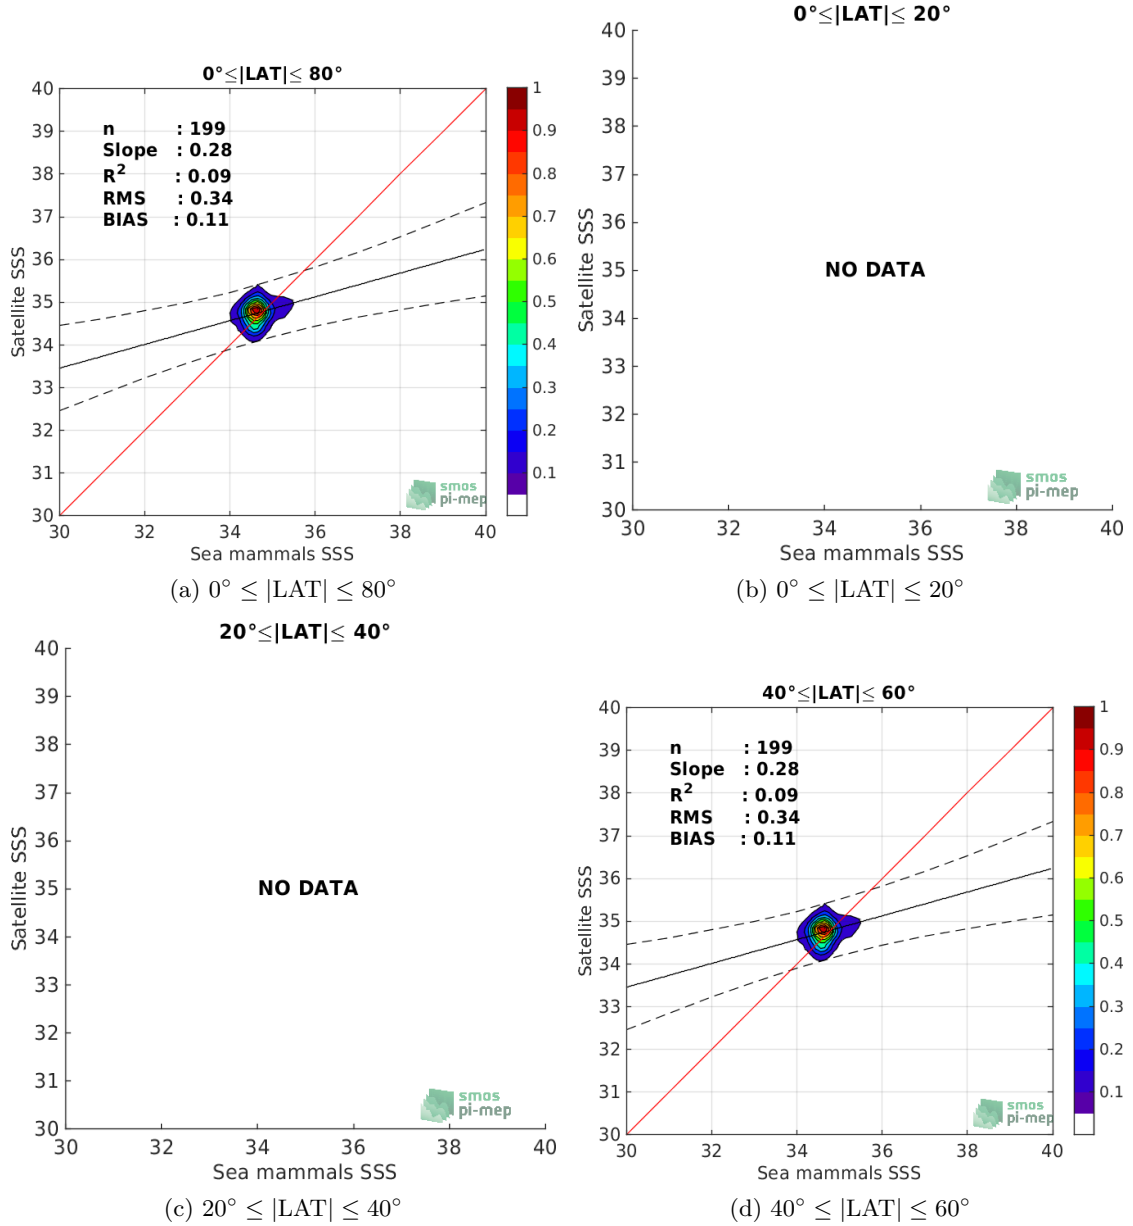 0°≤|LAT|≤ 80°
n : 199
Slope : 0.28
R² : 0.09
RMS : 0.34
BIAS : 0.11
40
39
38
37
36
35
34
33
32
31
30
30 32 34 36 38 40
Satellite SSS
Sea mammals SSS
1
0.9
0.8
0.7
0.6
0.5
0.4
0.3
0.2
0.1
smos
pi-mep
(a) 0° ≤ |LAT| ≤ 80°
0°≤|LAT|≤ 20°
40
39
38
37
36
35
34
33
32
31
30
30 32 34 36 38 40
Satellite SSS
NO DATA
Sea mammals SSS
smos
pi-mep
(b) 0° ≤ |LAT| ≤ 20°
20°≤|LAT|≤ 40°
40
39
38
37
36
35
34
33
32
31
30
30 32 34 36 38 40
Satellite SSS
NO DATA
Sea mammals SSS
smos
pi-mep
(c) 20° ≤ |LAT| ≤ 40°
40°≤|LAT|≤ 60°
n : 199
Slope : 0.28
R² : 0.09
RMS : 0.34
BIAS : 0.11
40
39
38
37
36
35
34
33
32
31
30
30 32 34 36 38 40
Satellite SSS
Sea mammals SSS
1
0.9
0.8
0.7
0.6
0.5
0.4
0.3
0.2
0.1
smos
pi-mep
(d) 40° ≤ |LAT| ≤ 60°